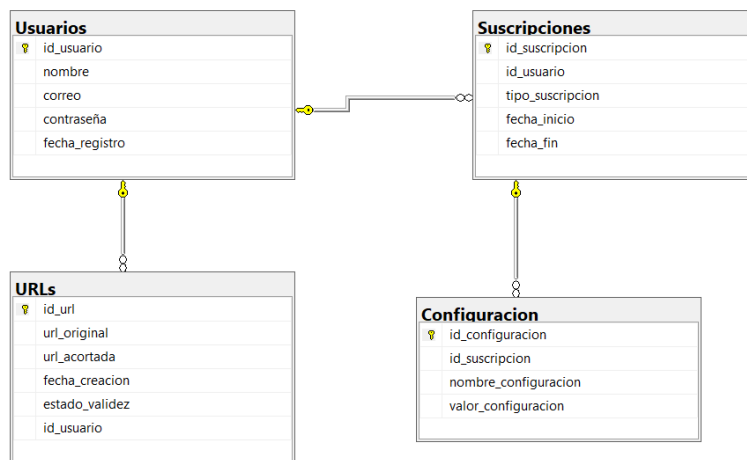 Usuarios
id_usuario
nombre
correo
contraseña
fecha_registro
Suscripciones
id_suscripcion
id_usuario
tipo_suscripcion
fecha_inicio
fecha_fin
URLs
id_url
url_original
url_acortada
fecha_creacion
estado_validez
id_usuario
Configuracion
id_configuracion
id_suscripcion
nombre_configuracion
valor_configuracion